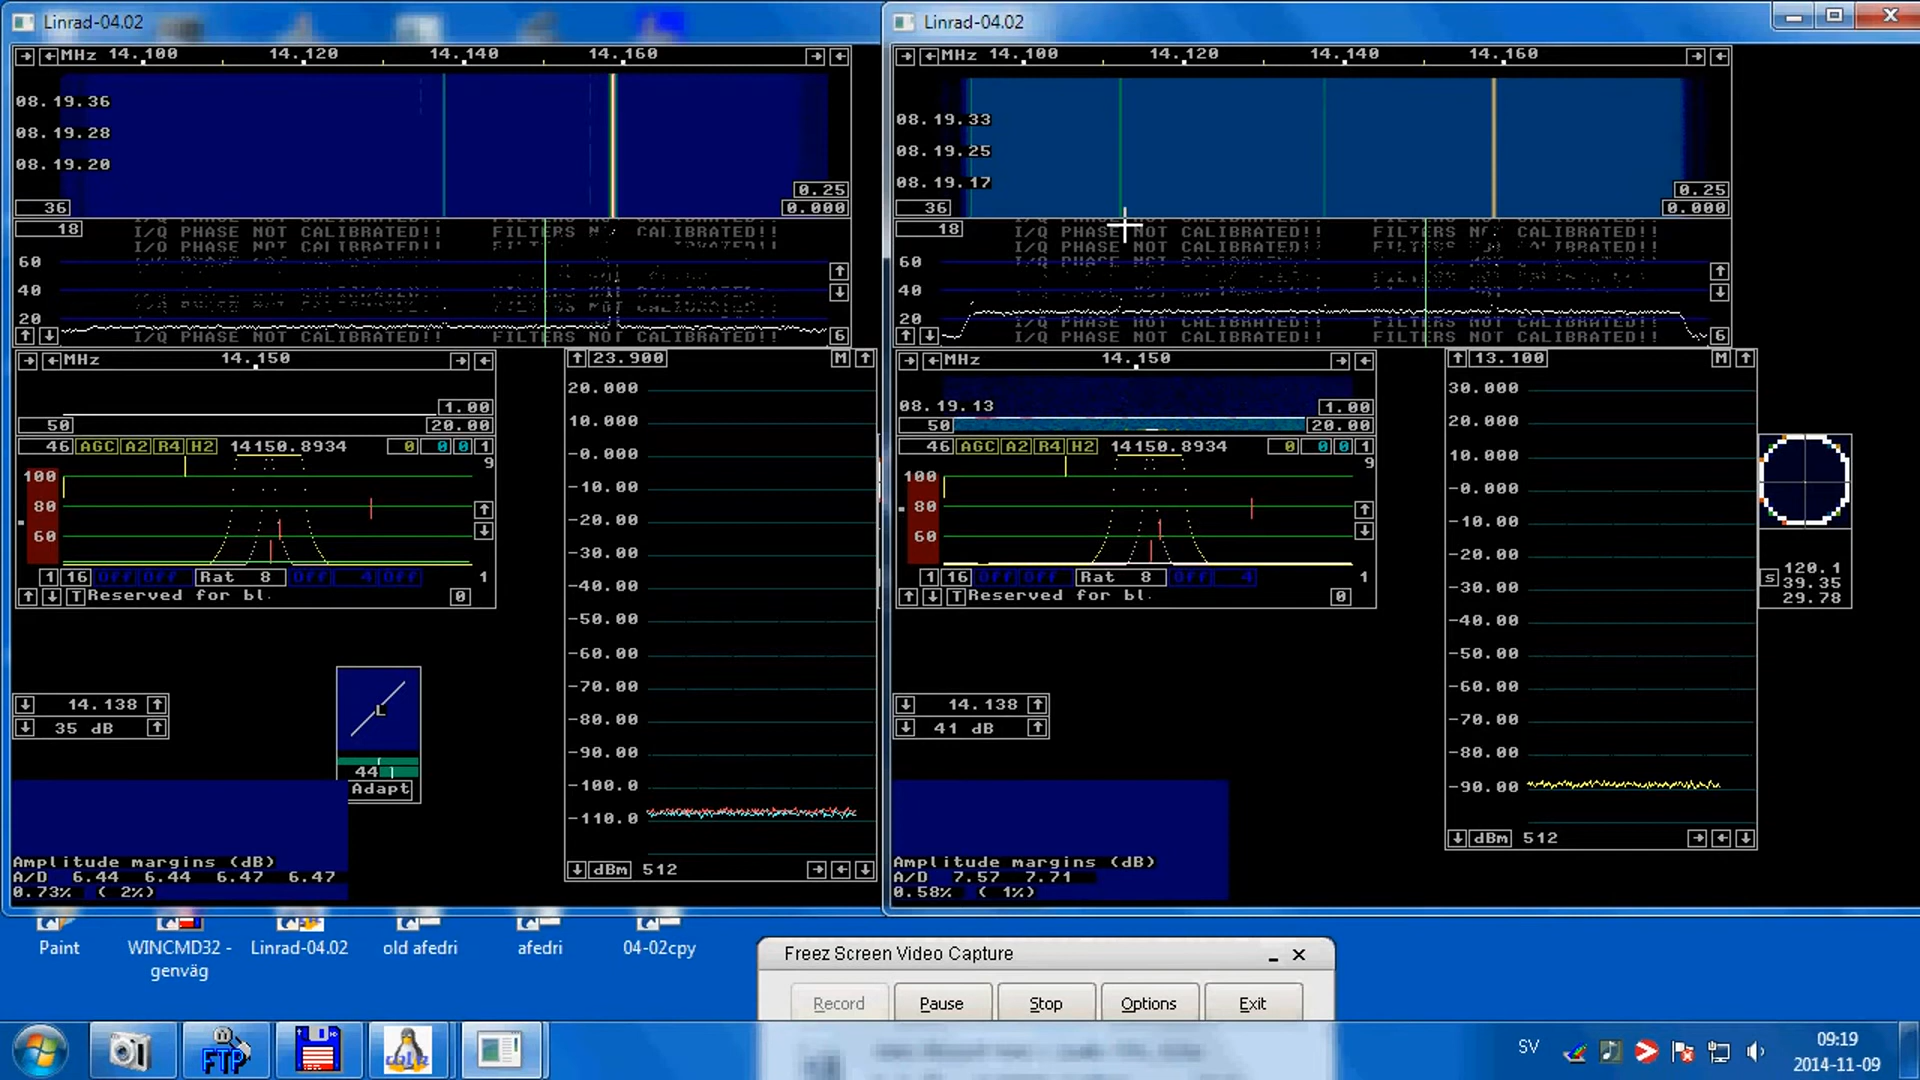 Linrad-04.02
MHz 14.100 14.120 14.140 14.160
08.19.36
08.19.28
08.19.20
0.25
36 0.000
18 I/Q PHASE NOT CALIBRATED!! FILTERS
I/Q PHASE NOT CALIBRATED!! FILTERS
60
40
20
I/Q PHASE NOT CALIBRATED!! FILTERS NOT CALIBRATED!!
6
MHz 14.150
1.00
50 20.00
46 AGC A2 R4 H2 14150.8934 0 0 0 1
9
100
80
60
1 16 Off Off Rat 8 Off 4 Off 1
T Reserved for bl. 0
23.900 M
20.000
10.000
-0.000
-10.00
-20.00
-30.00
-40.00
-50.00
-60.00
-70.00
-80.00
-90.00
-100.0
-110.0
dBm 512
14.138
35 dB
L
44
Adapt
Amplitude margins (dB)
A/D 6.44 6.44 6.47 6.47
0.73% ( 2%)
Linrad-04.02
MHz 14.100 14.120 14.140 14.160
08.19.33
08.19.25
08.19.17
0.25
36 0.000
18 I/Q PHASE NOT CALIBRATED!! FILTERS CALIBRATED!!
I/Q PHASE NOT CALIBRATED!!
60
40
20
I/Q PHASE NOT CALIBRATED!! FILTERS NOT CALIBRATED!!
6
MHz 14.150
08.19.13 1.00
50 20.00
46 AGC A2 R4 H2 14150.8934 0 0 0 1
9
100
80
60
1 16 Off Off Rat 8 Off 4 1
T Reserved for bl. 0
13.100 M
30.000
20.000
10.000
-0.000
-10.00
-20.00
-30.00
-40.00
-50.00
-60.00
-70.00
-80.00
-90.00
dBm 512
120.1
S 39.35
29.78
14.138
41 dB
Amplitude margins (dB)
A/D 7.57 7.71
0.58% ( 1%)
Paint
WINCMD32 - genväg
Linrad-04.02
old afedri
afedri
04-02cpy
Freez Screen Video Capture
Record Pause Stop Options Exit
FTP
SV
09:19
2014-11-09